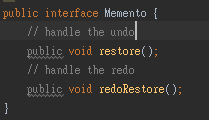 public interface Memento {
// handle the undo
public void restore();
// handle the redo
public void redoRestore();
}